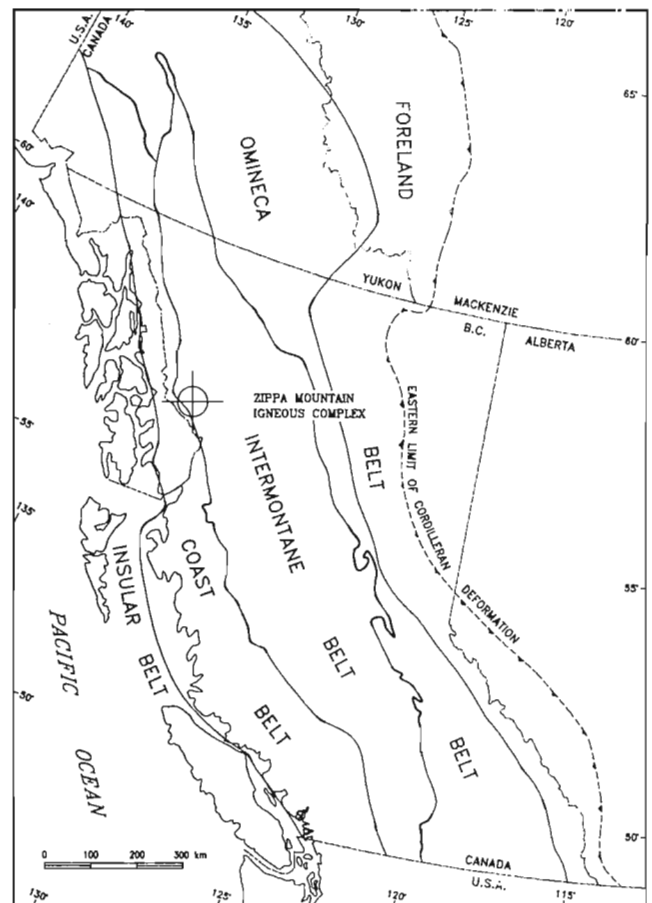 140°
135°
130°
125°
120°
U.S.A.
CANADA
65°
60°
140°
FORELAND
OMINECA
YUKON
MACKENZIE
B.C.
ALBERTA
60°
ZIPPA MOUNTAIN
IGNEOUS COMPLEX
55°
INTERMONTANE
BELT
EASTERN LIMIT OF CORDILLERAN
DEFORMATION
135°
INSULAR
BELT
COAST
BELT
BELT
BELT
55°
PACIFIC
OCEAN
50°
50°
0 100 200 300 km
CANADA
U.S.A.
130°
125°
120°
115°